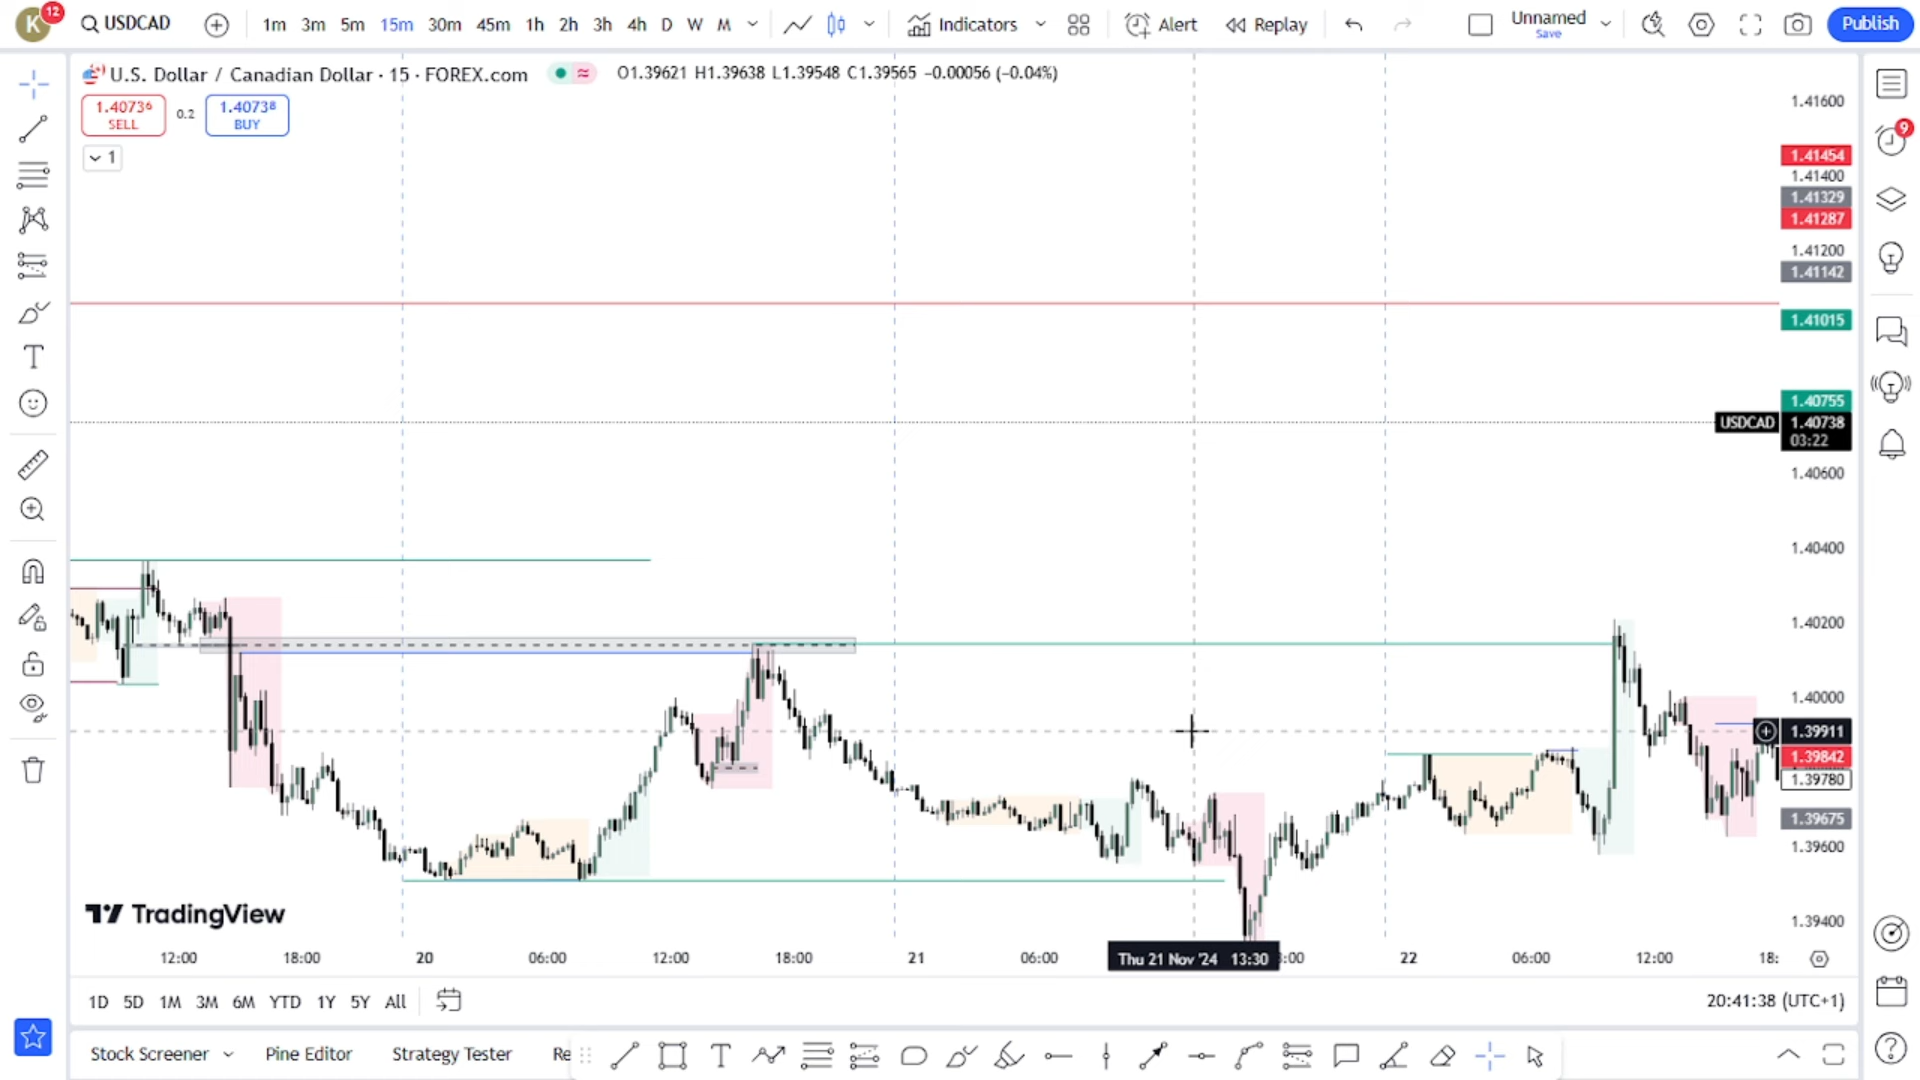 K 12 USDCAD 1m 3m 5m 15m 30m 45m 1h 2h 3h 4h D W M Indicators Alert Replay Unnamed Save Publish
U.S. Dollar / Canadian Dollar · 15 · FOREX.com O1.39621 H1.39638 L1.39548 C1.39565 −0.00056 (−0.04%)
1.40736 SELL 0.2 1.40738 BUY
1
1.41600
9
1.41454
1.41400
1.41329
1.41287
1.41200
1.41142
1.41015
1.40755
USDCAD 1.40738
03:22
1.40600
1.40400
1.40200
1.40000
1.39911
1.39842
1.39780
1.39675
1.39600
1.39400
TradingView
12:00 18:00 20 06:00 12:00 18:00 21 06:00 Thu 21 Nov '24 13:30 :00 22 06:00 12:00 18:
1D 5D 1M 3M 6M YTD 1Y 5Y All 20:41:38 (UTC+1)
Stock Screener Pine Editor Strategy Tester Re